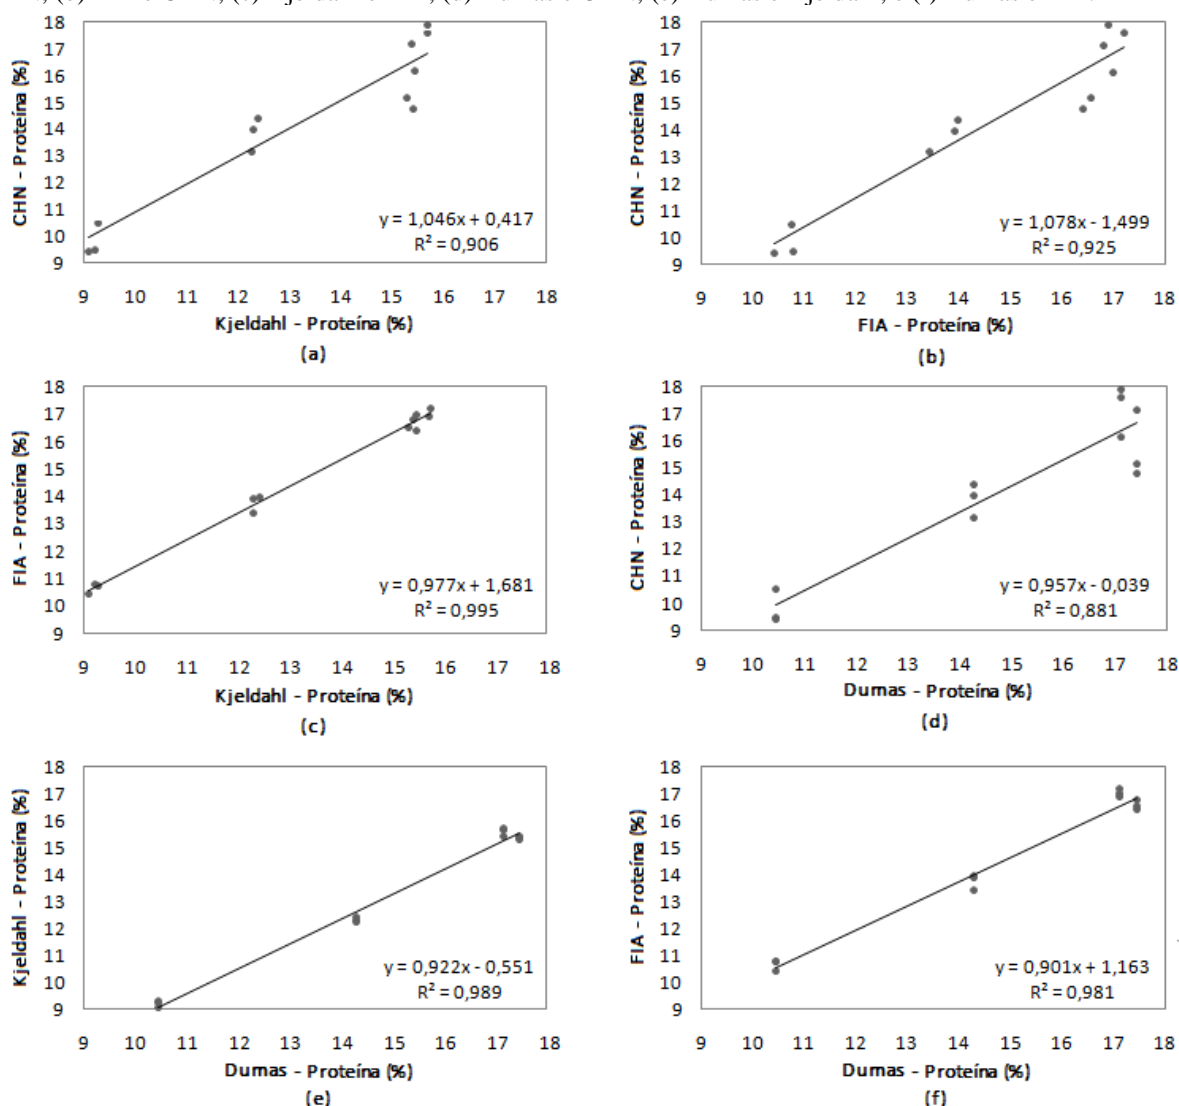 18
17
16
15
14
13
12
11
10
9
CHN - Proteína (%)
y = 1,046x + 0,417
R² = 0,906
9 10 11 12 13 14 15 16 17 18
Kjeldahl - Proteína (%)
(a)
18
17
16
15
14
13
12
11
10
9
CHN - Proteína (%)
y = 1,078x - 1,499
R² = 0,925
9 10 11 12 13 14 15 16 17 18
FIA - Proteína (%)
(b)
18
17
16
15
14
13
12
11
10
9
FIA - Proteína (%)
y = 0,977x + 1,681
R² = 0,995
9 10 11 12 13 14 15 16 17 18
Kjeldahl - Proteína (%)
(c)
18
17
16
15
14
13
12
11
10
9
CHN - Proteína (%)
y = 0,957x - 0,039
R² = 0,881
9 10 11 12 13 14 15 16 17 18
Dumas - Proteína (%)
(d)
18
17
16
15
14
13
12
11
10
9
Kjeldahl - Proteína (%)
y = 0,922x - 0,551
R² = 0,989
9 10 11 12 13 14 15 16 17 18
Dumas - Proteína (%)
(e)
18
17
16
15
14
13
12
11
10
9
FIA - Proteína (%)
y = 0,901x + 1,163
R² = 0,981
9 10 11 12 13 14 15 16 17 18
Dumas - Proteína (%)
(f)